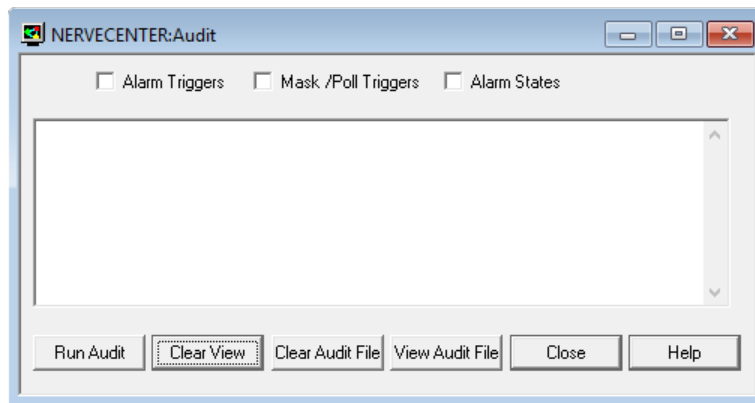 NERVECENTER:Audit
Alarm Triggers Mask /Poll Triggers Alarm States
Run Audit Clear View Clear Audit File View Audit File Close Help